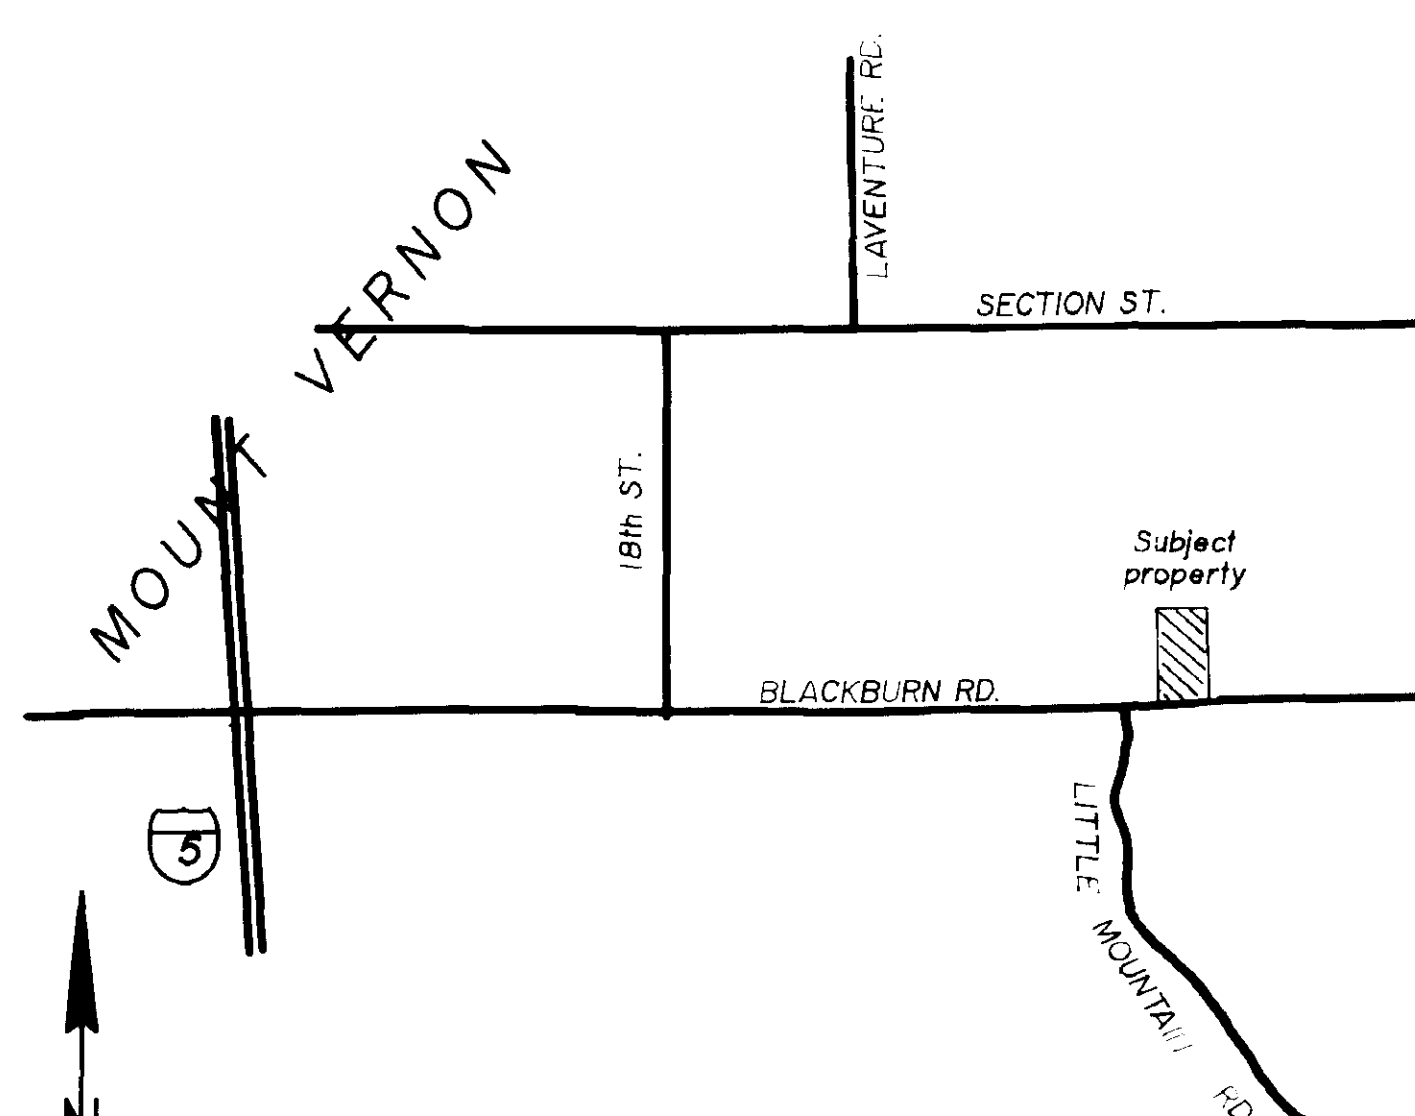 LAVENTURE RD.
MOUNT VERNON
SECTION ST.
18th ST.
Subject
property
BLACKBURN RD.
5
LITTLE MOUNTAIN RD
N